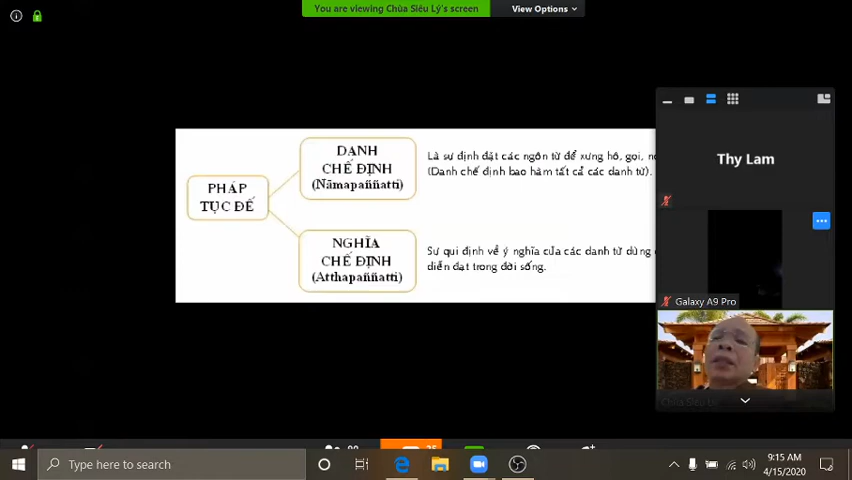 You are viewing Chùa Siêu Lý's screen
View Options
DANH
CHẾ ĐỊNH
(Nāmapaññatti)
Là sự định đặt các ngôn từ để xưng hô, gọi,
(Danh chế định bao hàm tất cả các danh từ).
PHÁP
TỤC ĐẾ
NGHĨA
CHẾ ĐỊNH
(Atthapaññatti)
Sự qui định về ý nghĩa của các danh từ dùng
diễn đạt trong đời sống.
Thy Lam
Galaxy A9 Pro
Type here to search
9:15 AM
4/15/2020